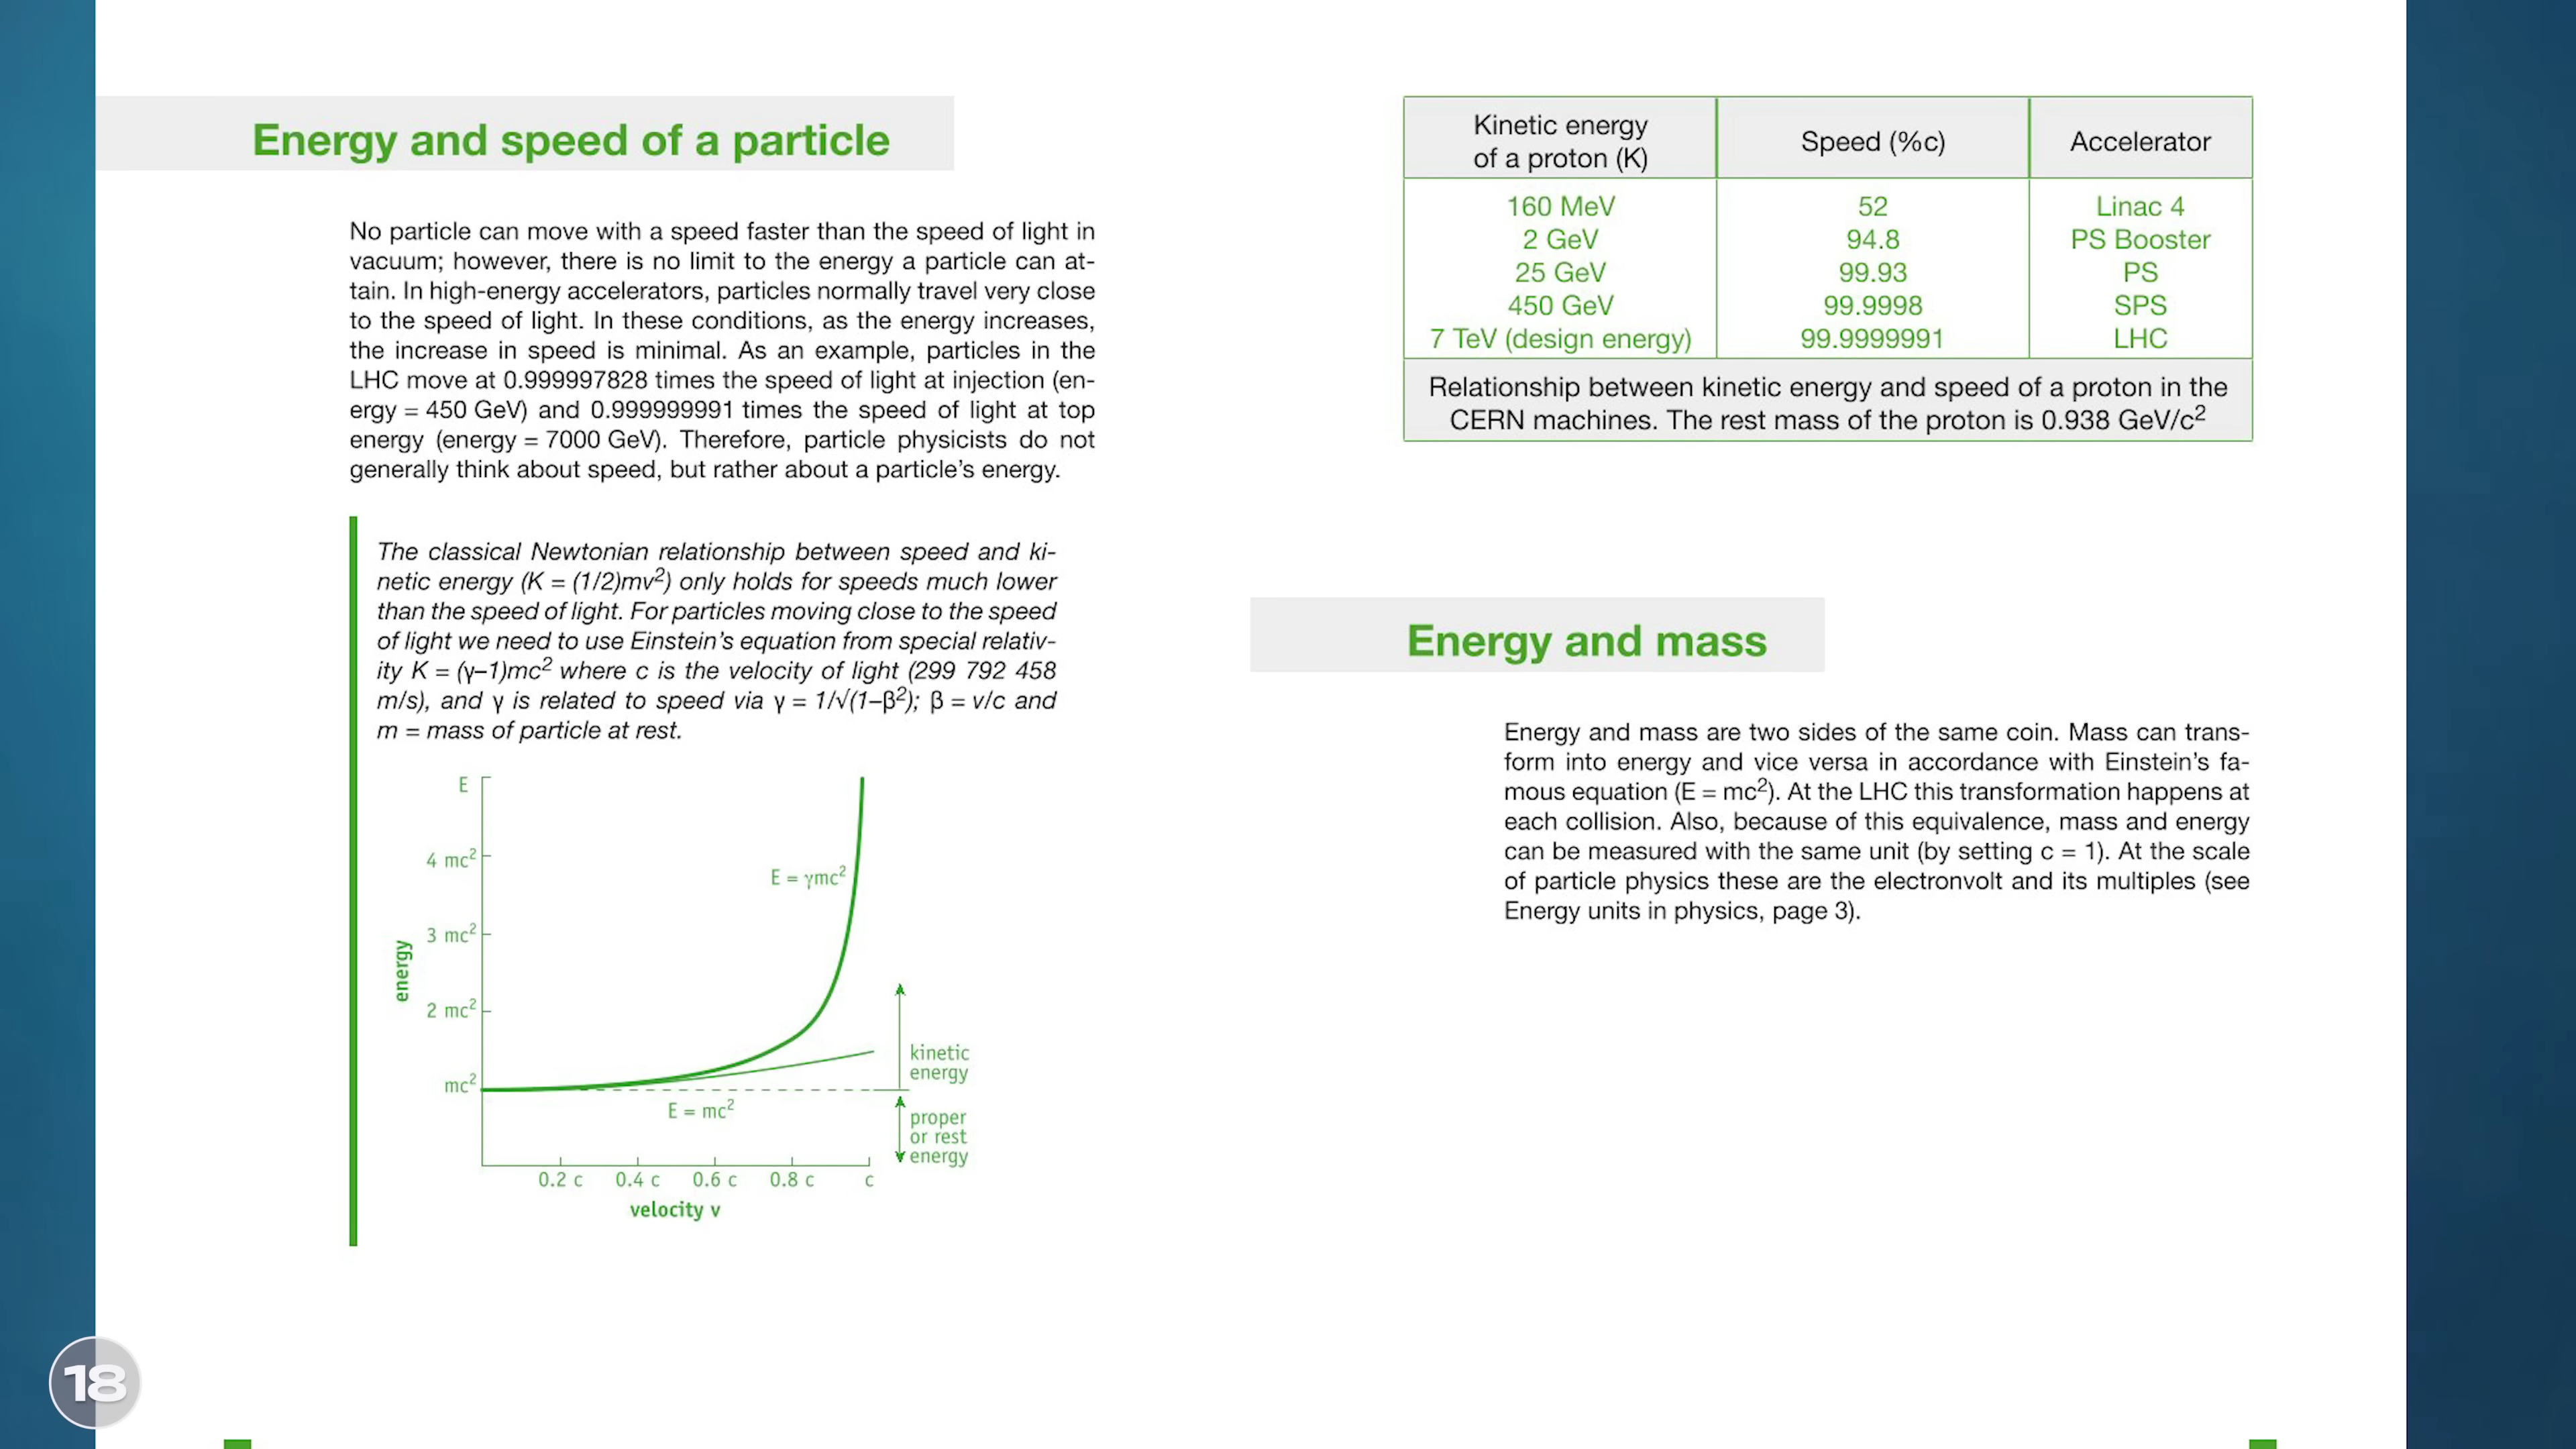 Energy and speed of a particle
No particle can move with a speed faster than the speed of light in
vacuum; however, there is no limit to the energy a particle can at-
tain. In high-energy accelerators, particles normally travel very close
to the speed of light. In these conditions, as the energy increases,
the increase in speed is minimal. As an example, particles in the
LHC move at 0.999997828 times the speed of light at injection (en-
ergy = 450 GeV) and 0.999999991 times the speed of light at top
energy (energy = 7000 GeV). Therefore, particle physicists do not
generally think about speed, but rather about a particle's energy.
The classical Newtonian relationship between speed and ki-
netic energy (K = (1/2)mv²) only holds for speeds much lower
than the speed of light. For particles moving close to the speed
of light we need to use Einstein's equation from special relativ-
ity K = (γ–1)mc² where c is the velocity of light (299 792 458
m/s), and γ is related to speed via γ = 1/√(1–β²); β = v/c and
m = mass of particle at rest.
E
4 mc²
3 mc²
2 mc²
mc²
energy
E = γmc²
E = mc²
kinetic
energy
proper
or rest
energy
0.2 c 0.4 c 0.6 c 0.8 c c
velocity v
Kinetic energy
of a proton (K)
Speed (%c)
Accelerator
160 MeV 52 Linac 4
2 GeV 94.8 PS Booster
25 GeV 99.93 PS
450 GeV 99.9998 SPS
7 TeV (design energy) 99.9999991 LHC
Relationship between kinetic energy and speed of a proton in the
CERN machines. The rest mass of the proton is 0.938 GeV/c²
Energy and mass
Energy and mass are two sides of the same coin. Mass can trans-
form into energy and vice versa in accordance with Einstein's fa-
mous equation (E = mc²). At the LHC this transformation happens at
each collision. Also, because of this equivalence, mass and energy
can be measured with the same unit (by setting c = 1). At the scale
of particle physics these are the electronvolt and its multiples (see
Energy units in physics, page 3).
18